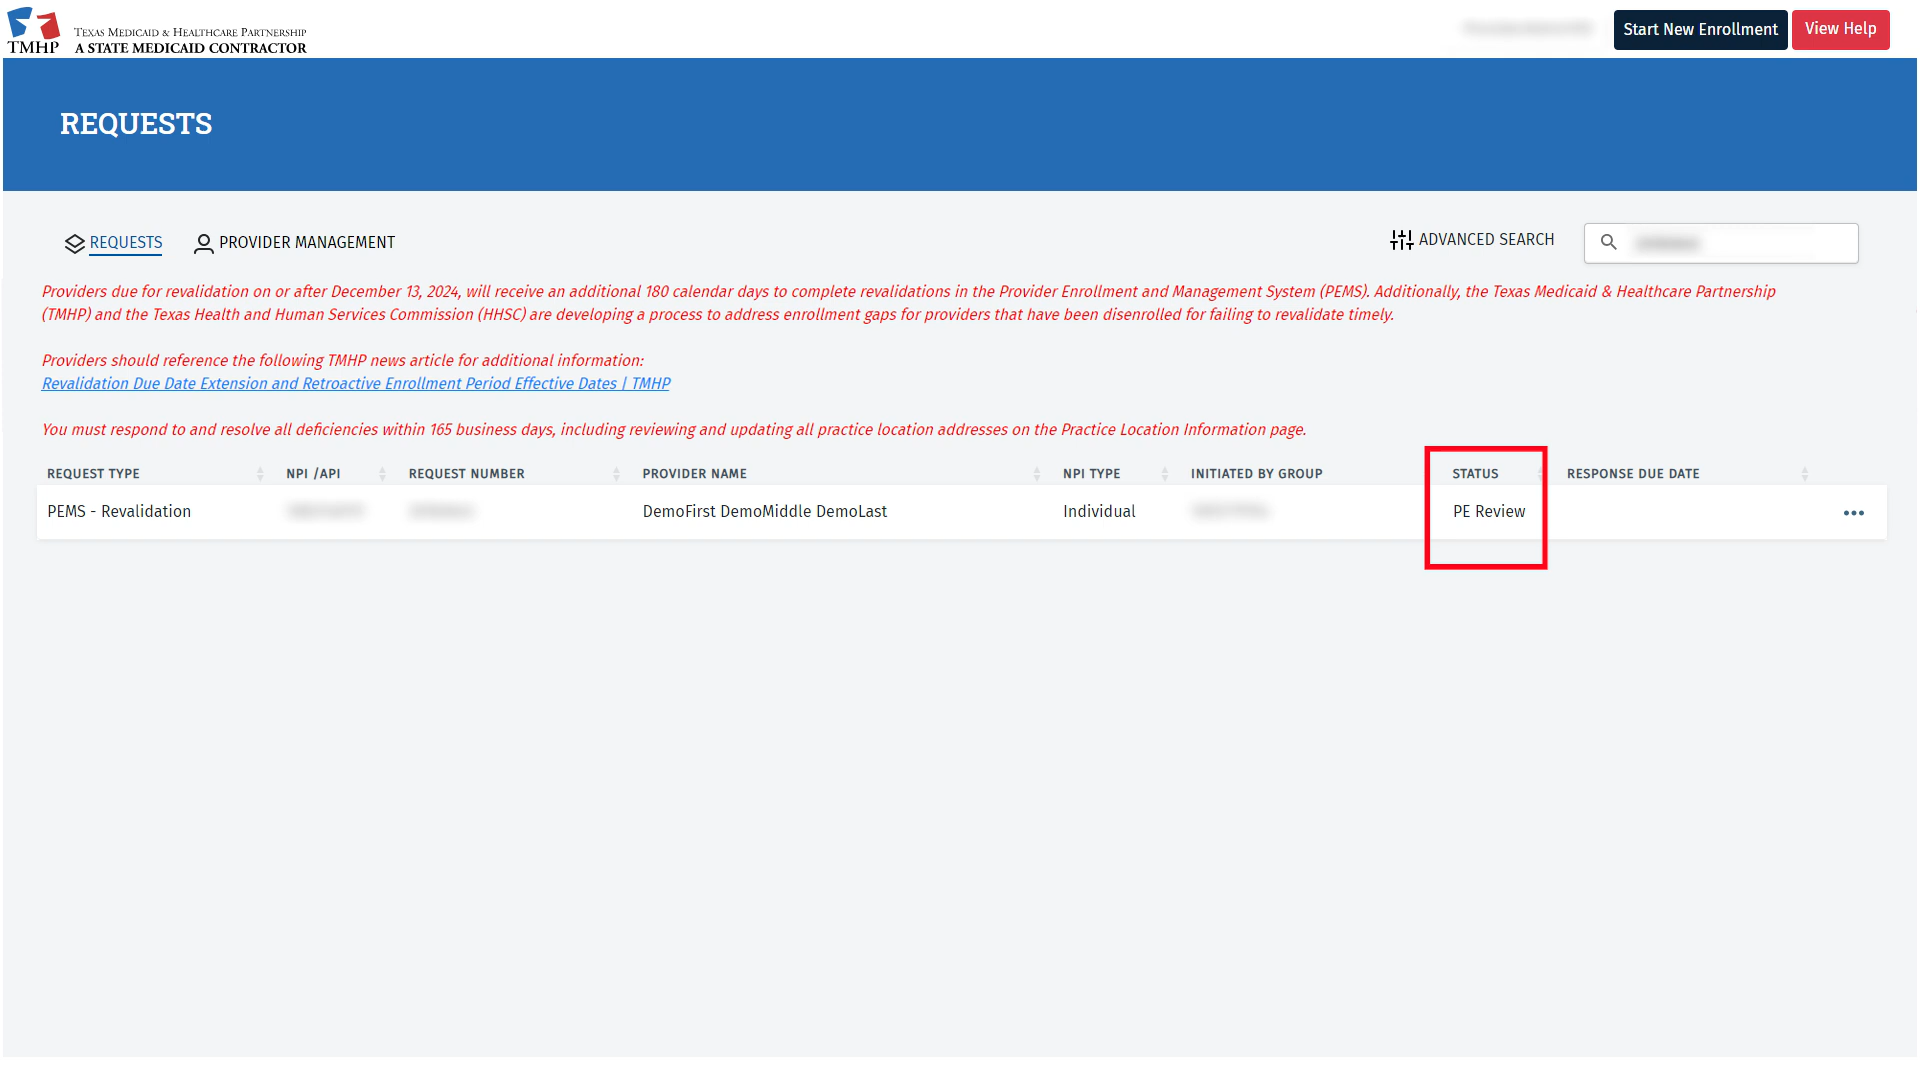 TEXAS MEDICAID & HEALTHCARE PARTNERSHIP
TMHP A STATE MEDICAID CONTRACTOR
Start New Enrollment
View Help
REQUESTS
REQUESTS
PROVIDER MANAGEMENT
ADVANCED SEARCH
Providers due for revalidation on or after December 13, 2024, will receive an additional 180 calendar days to complete revalidations in the Provider Enrollment and Management System (PEMS). Additionally, the Texas Medicaid & Healthcare Partnership
(TMHP) and the Texas Health and Human Services Commission (HHSC) are developing a process to address enrollment gaps for providers that have been disenrolled for failing to revalidate timely.
Providers should reference the following TMHP news article for additional information:
Revalidation Due Date Extension and Retroactive Enrollment Period Effective Dates | TMHP
You must respond to and resolve all deficiencies within 165 business days, including reviewing and updating all practice location addresses on the Practice Location Information page.
REQUEST TYPE NPI /API REQUEST NUMBER PROVIDER NAME NPI TYPE INITIATED BY GROUP STATUS RESPONSE DUE DATE
PEMS - Revalidation DemoFirst DemoMiddle DemoLast Individual PE Review